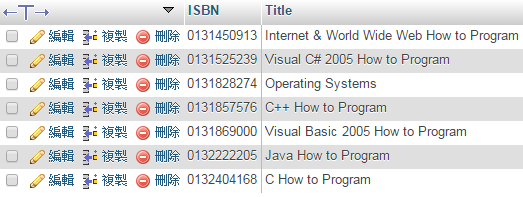 ISBN Title
編輯 複製 刪除 0131450913 Internet & World Wide Web How to Program
編輯 複製 刪除 0131525239 Visual C# 2005 How to Program
編輯 複製 刪除 0131828274 Operating Systems
編輯 複製 刪除 0131857576 C++ How to Program
編輯 複製 刪除 0131869000 Visual Basic 2005 How to Program
編輯 複製 刪除 0132222205 Java How to Program
編輯 複製 刪除 0132404168 C How to Program